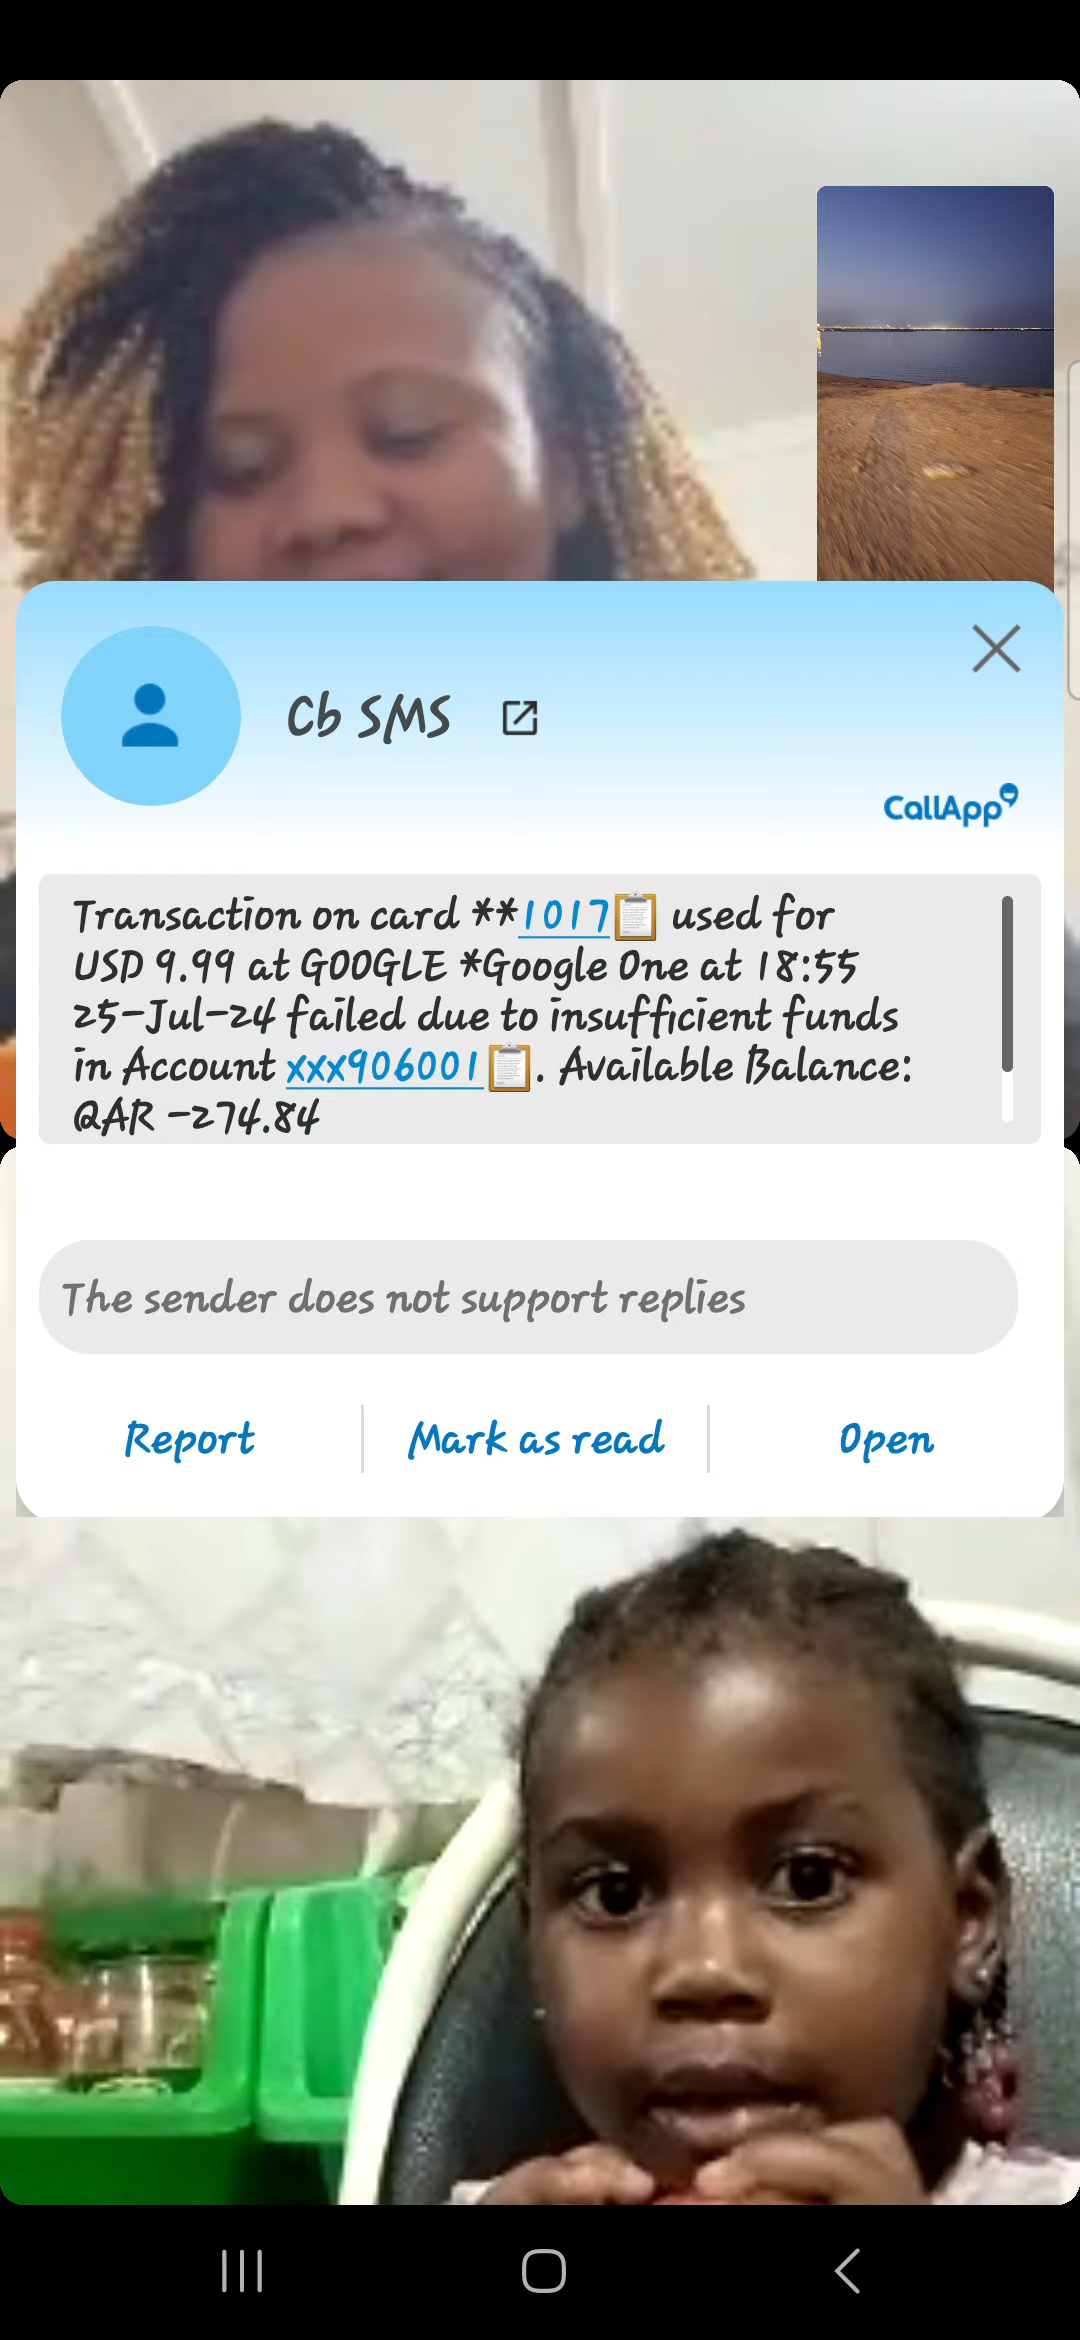 Cb SMS
CallApp
Transaction on card **1017📋 used for
USD 9.99 at GOOGLE *Google One at 18:55
25-Jul-24 failed due to insufficient funds
in Account xxx906001📋. Available Balance:
QAR -274.84
The sender does not support replies
Report
Mark as read
Open